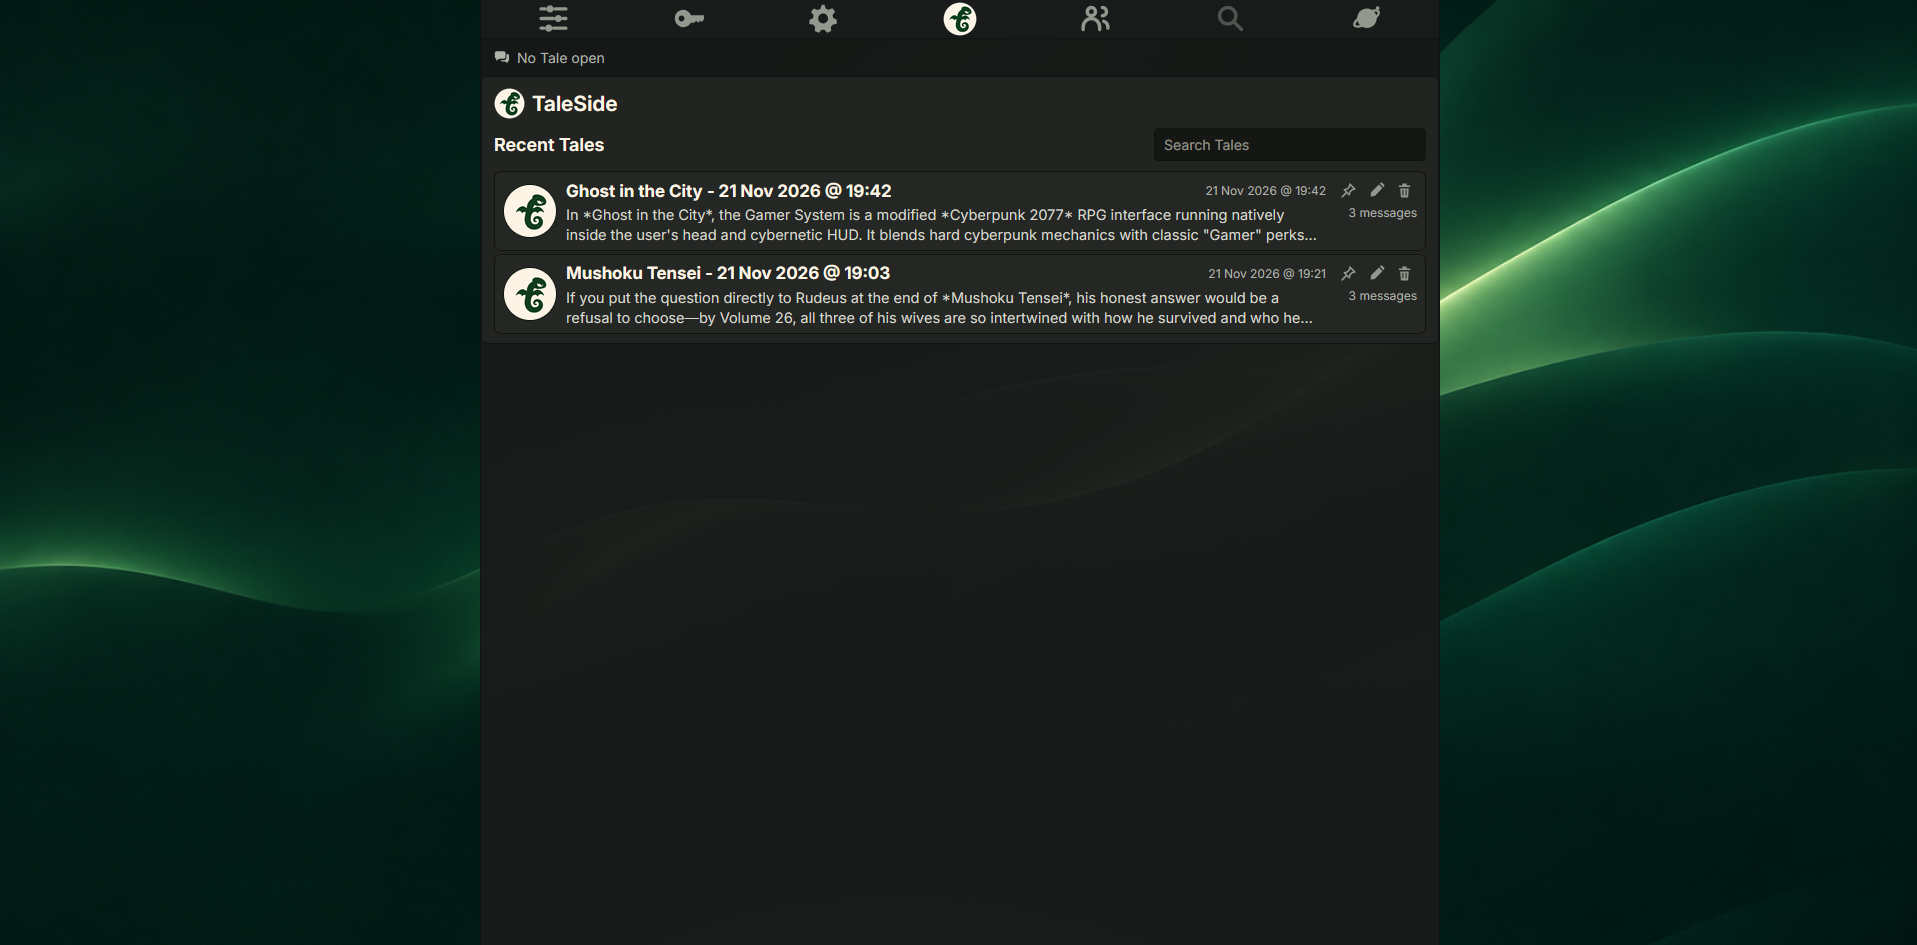 No Tale open
TaleSide
Recent Tales
Search Tales
Ghost in the City - 21 Nov 2026 @ 19:42
21 Nov 2026 @ 19:42
In *Ghost in the City*, the Gamer System is a modified *Cyberpunk 2077* RPG interface running natively
3 messages
inside the user's head and cybernetic HUD. It blends hard cyberpunk mechanics with classic "Gamer" perks...
Mushoku Tensei - 21 Nov 2026 @ 19:03
21 Nov 2026 @ 19:21
If you put the question directly to Rudeus at the end of *Mushoku Tensei*, his honest answer would be a
3 messages
refusal to choose—by Volume 26, all three of his wives are so intertwined with how he survived and who he...